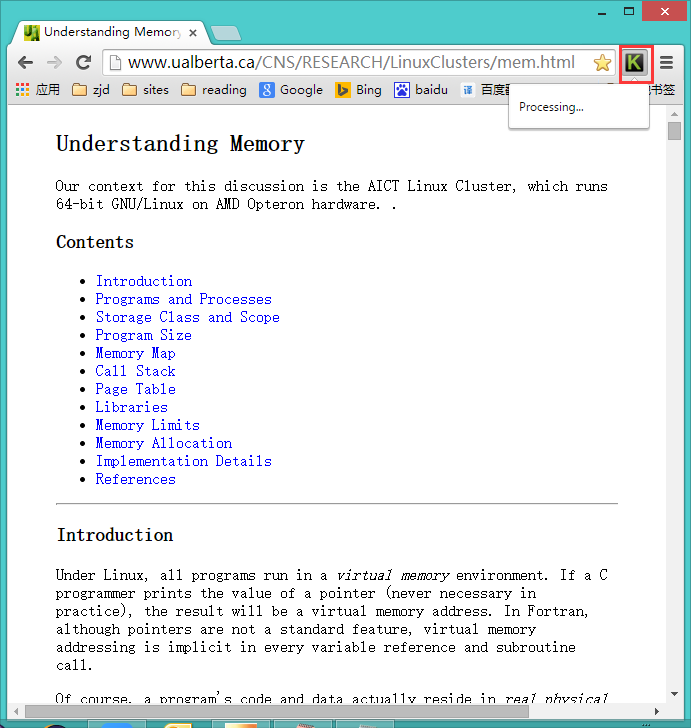 Understanding Memory
www.ualberta.ca/CNS/RESEARCH/LinuxClusters/mem.html
K
应用 zjd sites reading Google Bing baidu 译 百度 书签
Processing...
Understanding Memory
Our context for this discussion is the AICT Linux Cluster, which runs
64-bit GNU/Linux on AMD Opteron hardware. .
Contents
Introduction
Programs and Processes
Storage Class and Scope
Program Size
Memory Map
Call Stack
Page Table
Libraries
Memory Limits
Memory Allocation
Implementation Details
References
Introduction
Under Linux, all programs run in a virtual memory environment. If a C
programmer prints the value of a pointer (never necessary in
practice), the result will be a virtual memory address. In Fortran,
although pointers are not a standard feature, virtual memory
addressing is implicit in every variable reference and subroutine
call.
Of course, a program's code and data actually reside in real physical